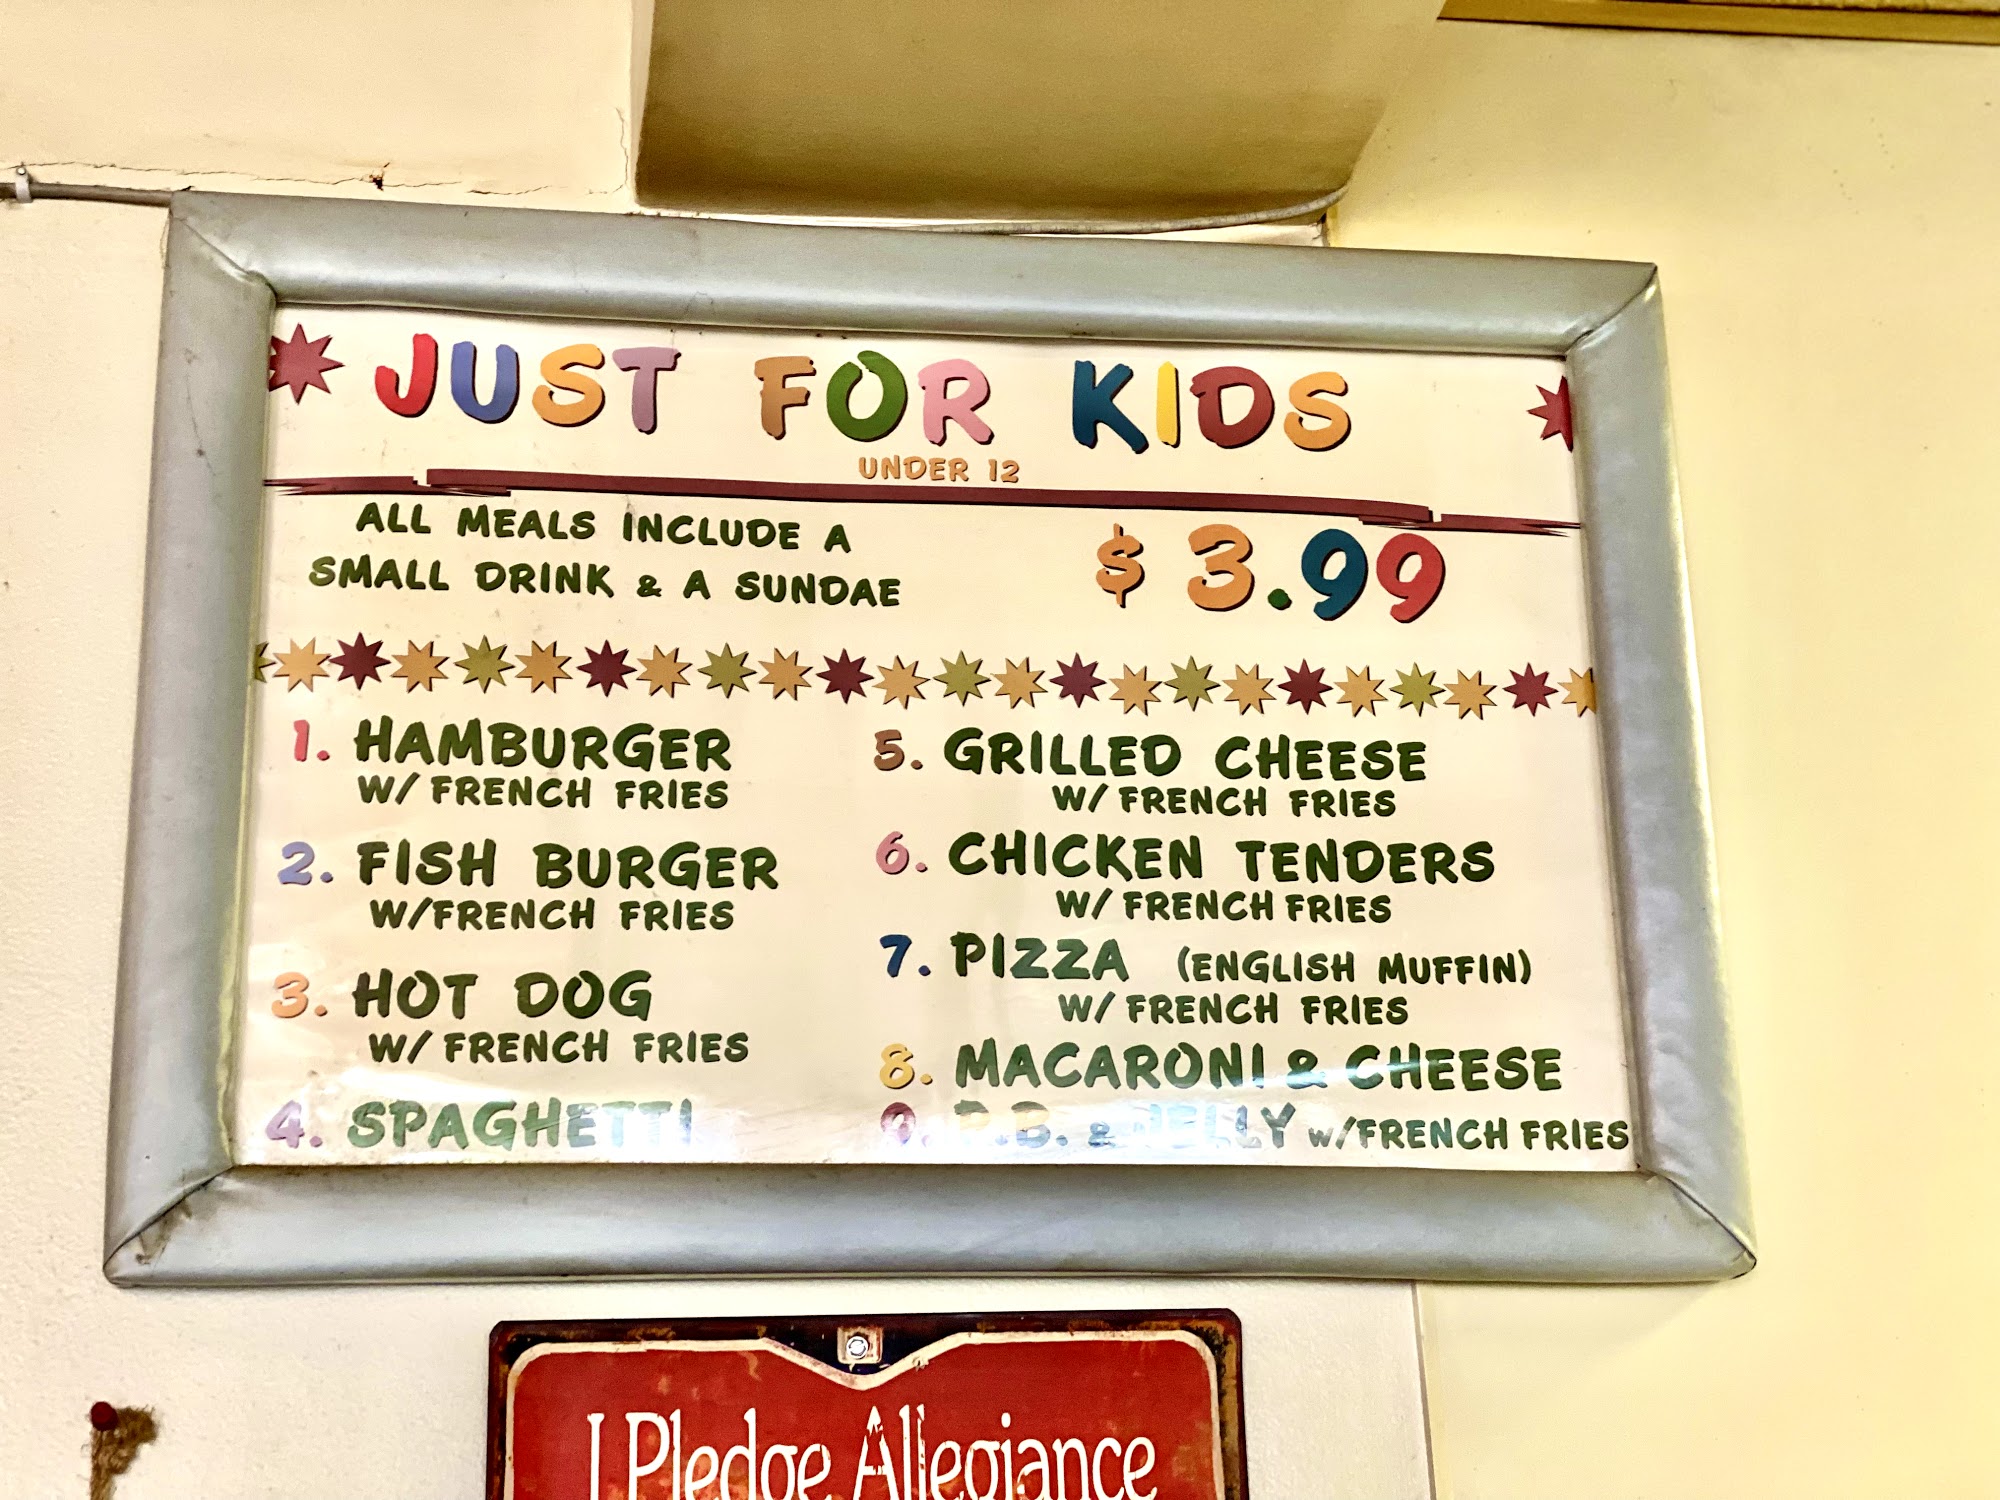 JUST FOR KIDS
UNDER 12
ALL MEALS INCLUDE A
SMALL DRINK & A SUNDAE
$ 3.99
1. HAMBURGER
W/ FRENCH FRIES
2. FISH BURGER
W/FRENCH FRIES
3. HOT DOG
W/ FRENCH FRIES
4. SPAGHETTI
5. GRILLED CHEESE
W/ FRENCH FRIES
6. CHICKEN TENDERS
W/ FRENCH FRIES
7. PIZZA (ENGLISH MUFFIN)
W/ FRENCH FRIES
8. MACARONI & CHEESE
9. P.B. & JELLY W/FRENCH FRIES
I Pledge Allegiance